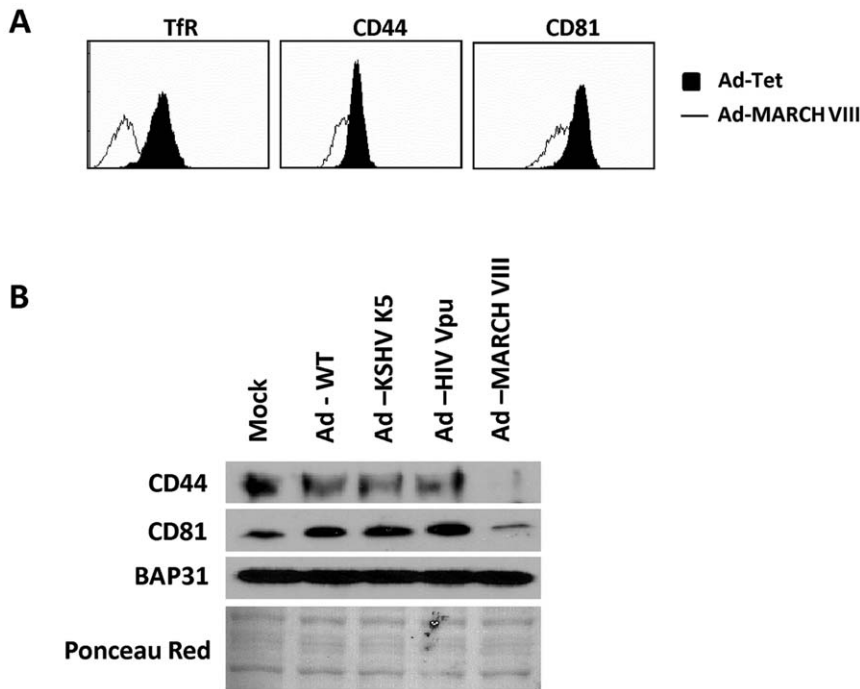 A
TfR
CD44
CD81
Ad-Tet
Ad-MARCH VIII
B
Mock
Ad - WT
Ad –KSHV K5
Ad –HIV Vpu
Ad –MARCH VIII
CD44
CD81
BAP31
Ponceau Red